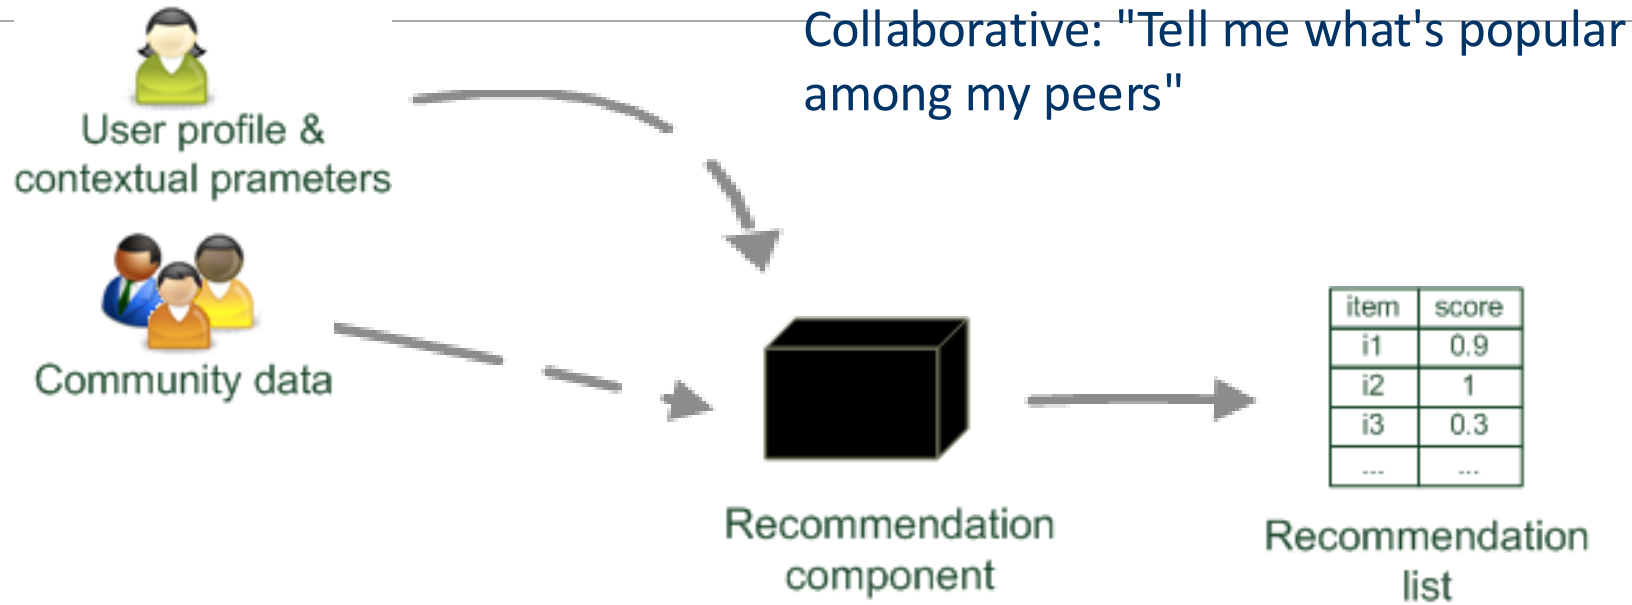 Collaborative: "Tell me what's popular
among my peers"
User profile &
contextual prameters
Community data
item score
i1 0.9
i2 1
i3 0.3
... ...
Recommendation
component
Recommendation
list